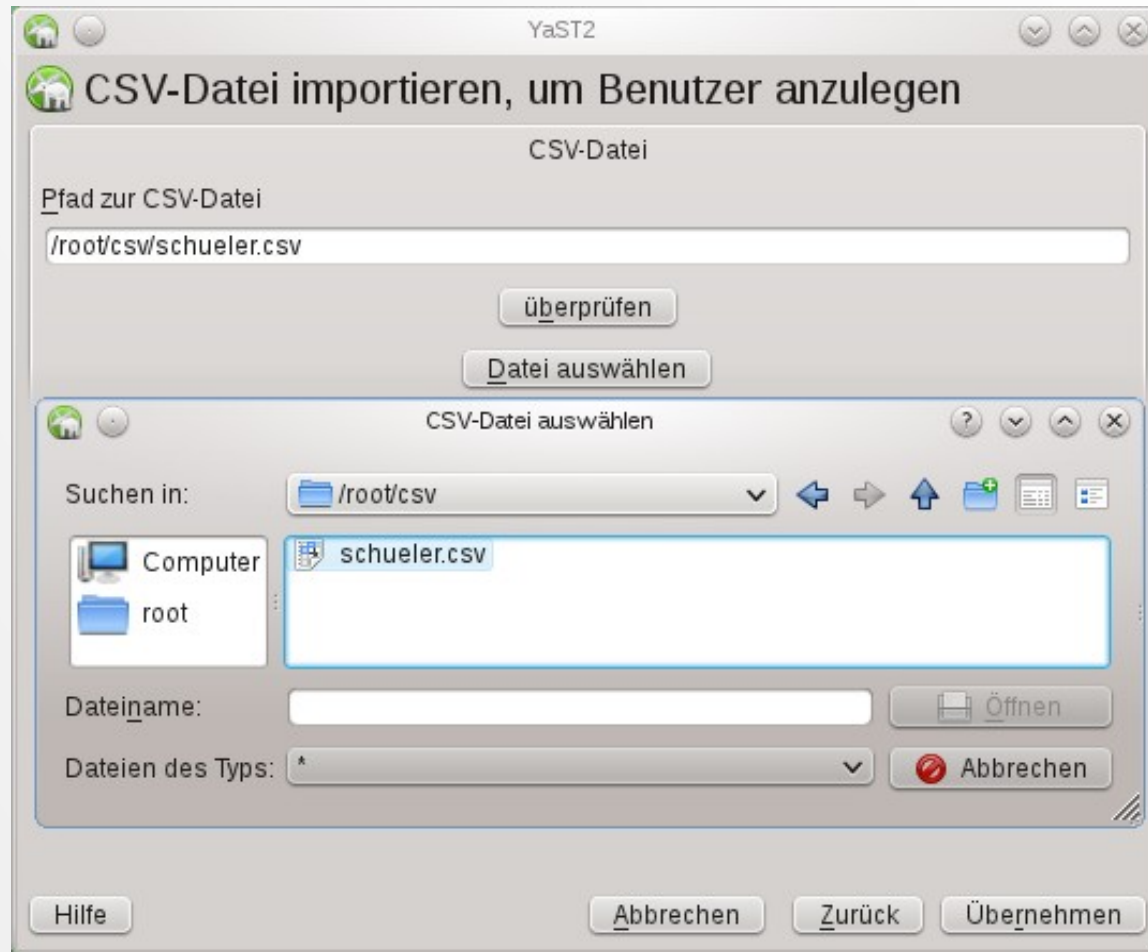 YaST2
CSV-Datei importieren, um Benutzer anzulegen
CSV-Datei
Pfad zur CSV-Datei
/root/csv/schueler.csv
überprüfen
Datei auswählen
CSV-Datei auswählen
Suchen in:
/root/csv
Computer
root
schueler.csv
Dateiname:
Öffnen
Dateien des Typs:
*
Abbrechen
Hilfe
Abbrechen
Zurück
Übernehmen